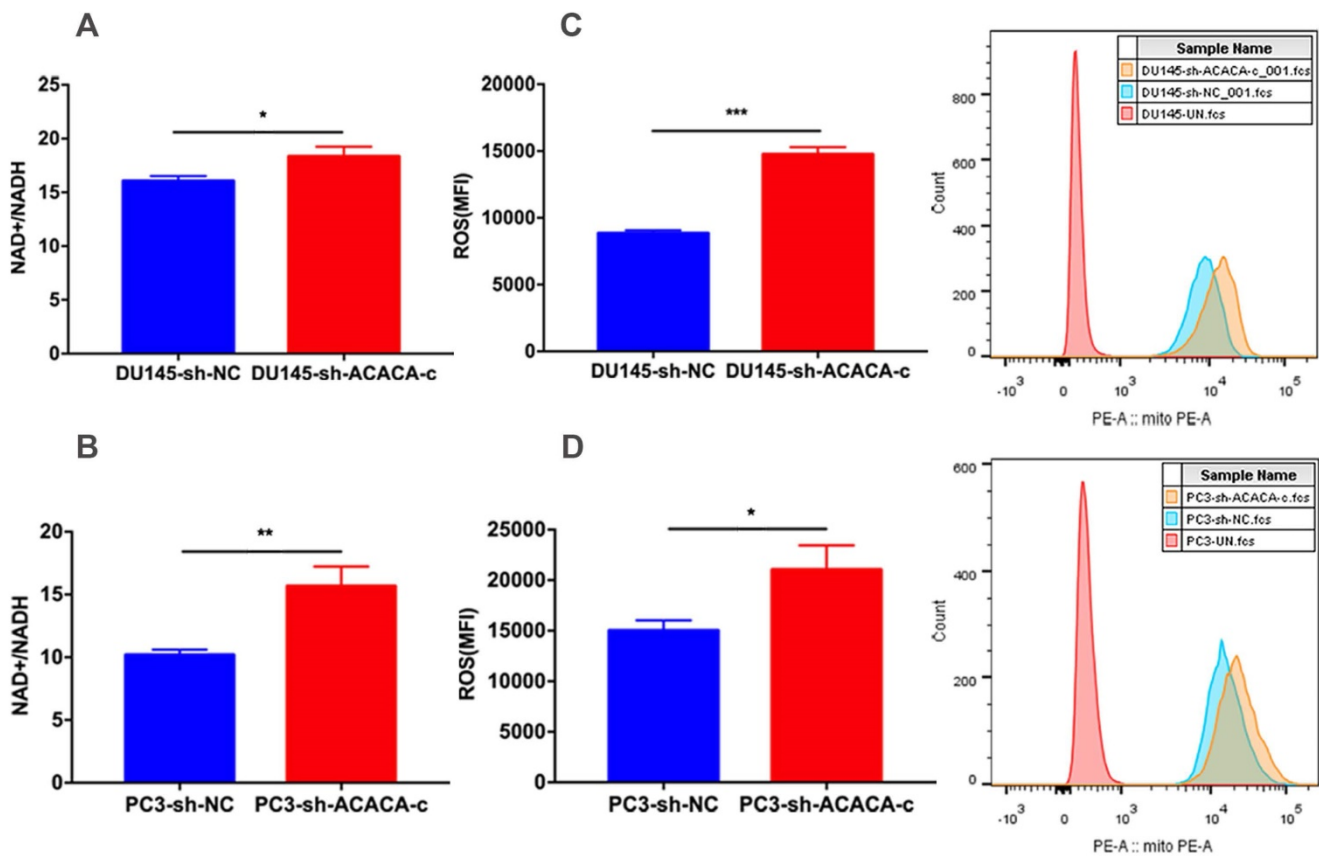 A
NAD+/NADH
25
20
15
10
5
0
*
DU145-sh-NC DU145-sh-ACACA-c
C
ROS(MFI)
20000
15000
10000
5000
0
***
DU145-sh-NC DU145-sh-ACACA-c
Sample Name
DU145-sh-ACACA-c_001.fcs
DU145-sh-NC_001.fcs
DU145-UN.fcs
Count
800
600
400
200
0
-10³ 0 10³ 10⁴ 10⁵
PE-A :: mito PE-A
B
NAD+/NADH
20
15
10
5
0
**
PC3-sh-NC PC3-sh-ACACA-c
D
ROS(MFI)
25000
20000
15000
10000
5000
0
*
PC3-sh-NC PC3-sh-ACACA-c
Sample Name
PC3-sh-ACACA-c.fcs
PC3-sh-NC.fcs
PC3-UN.fcs
Count
600
400
200
0
-10³ 0 10³ 10⁴ 10⁵
PE-A :: mito PE-A